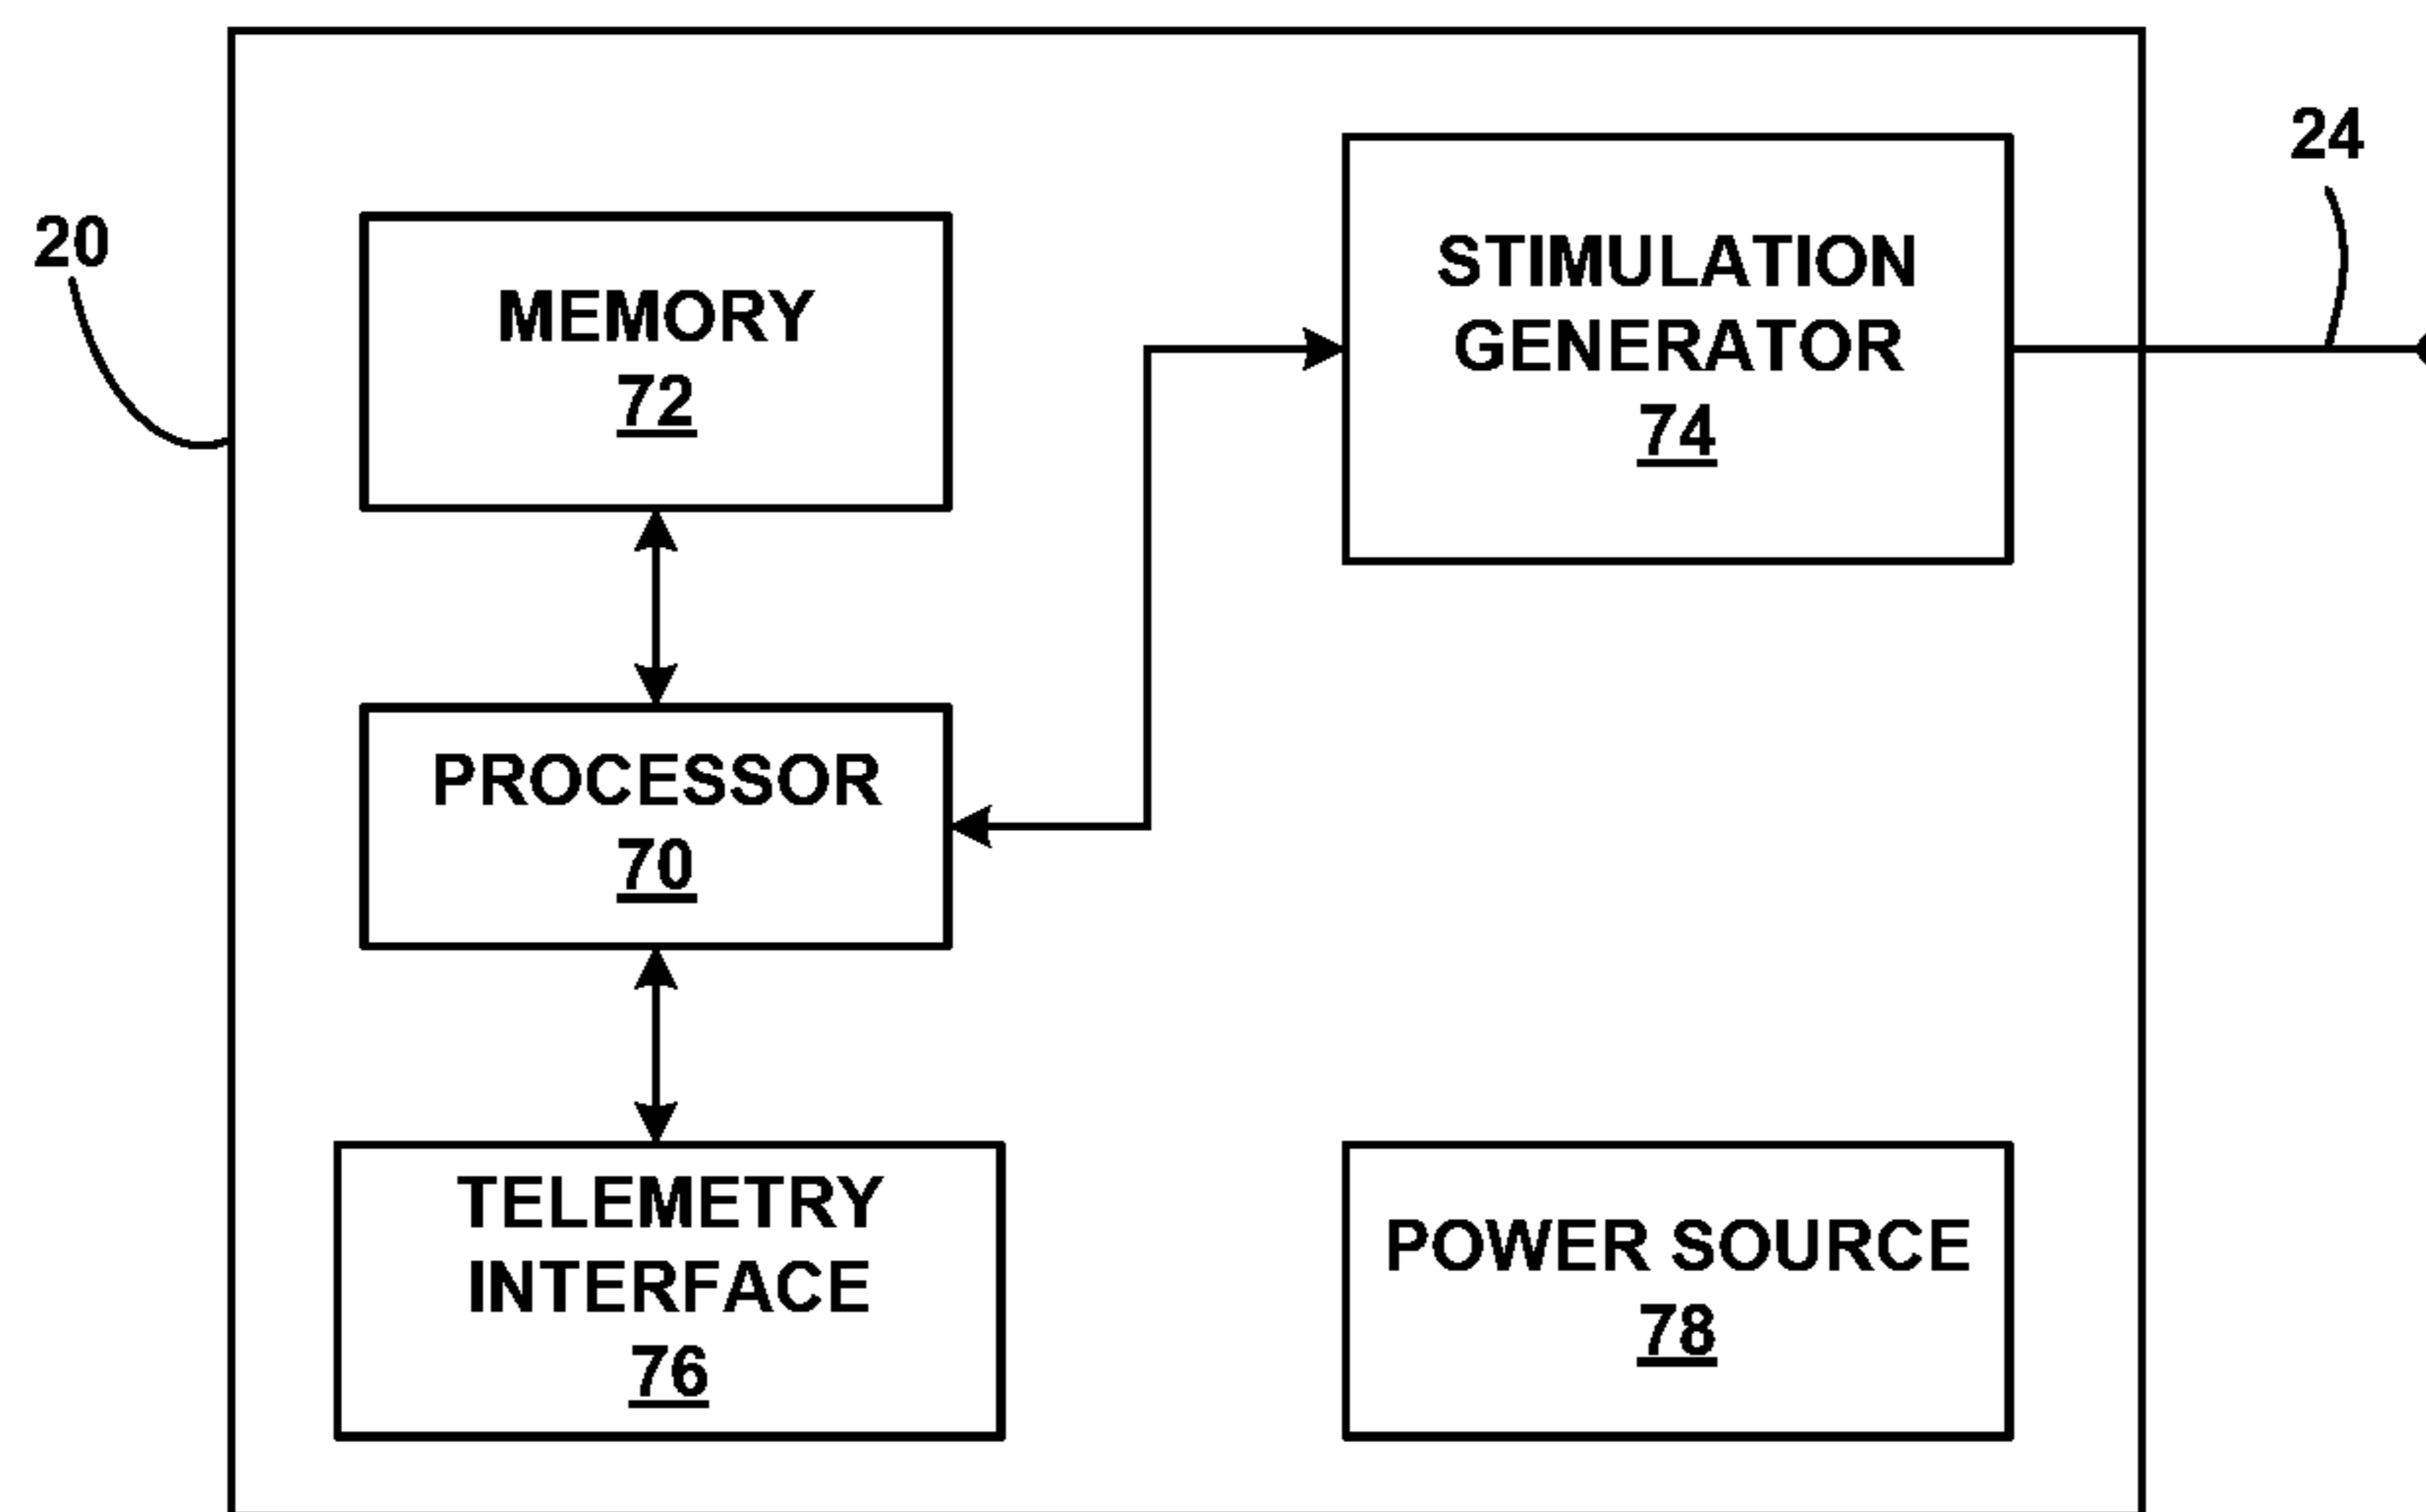 20
24
MEMORY
72
STIMULATION
GENERATOR
74
PROCESSOR
70
TELEMETRY
INTERFACE
76
POWER SOURCE
78